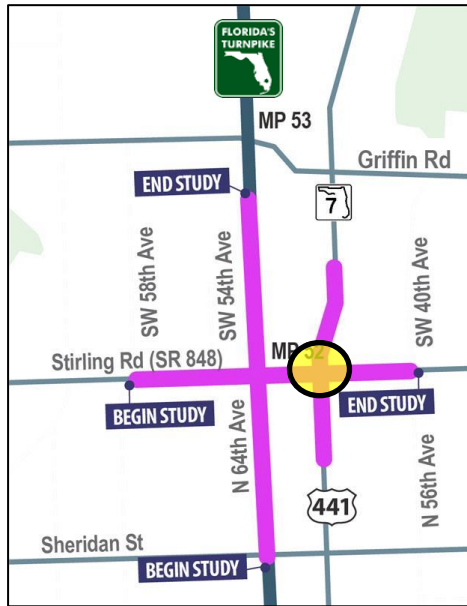 FLORIDA'S
TURNPIKE
MP 53
Griffin Rd
END STUDY
7
SW 58th Ave
SW 54th Ave
SW 40th Ave
MP 52
Stirling Rd (SR 848)
BEGIN STUDY
END STUDY
N 64th Ave
N 56th Ave
441
Sheridan St
BEGIN STUDY